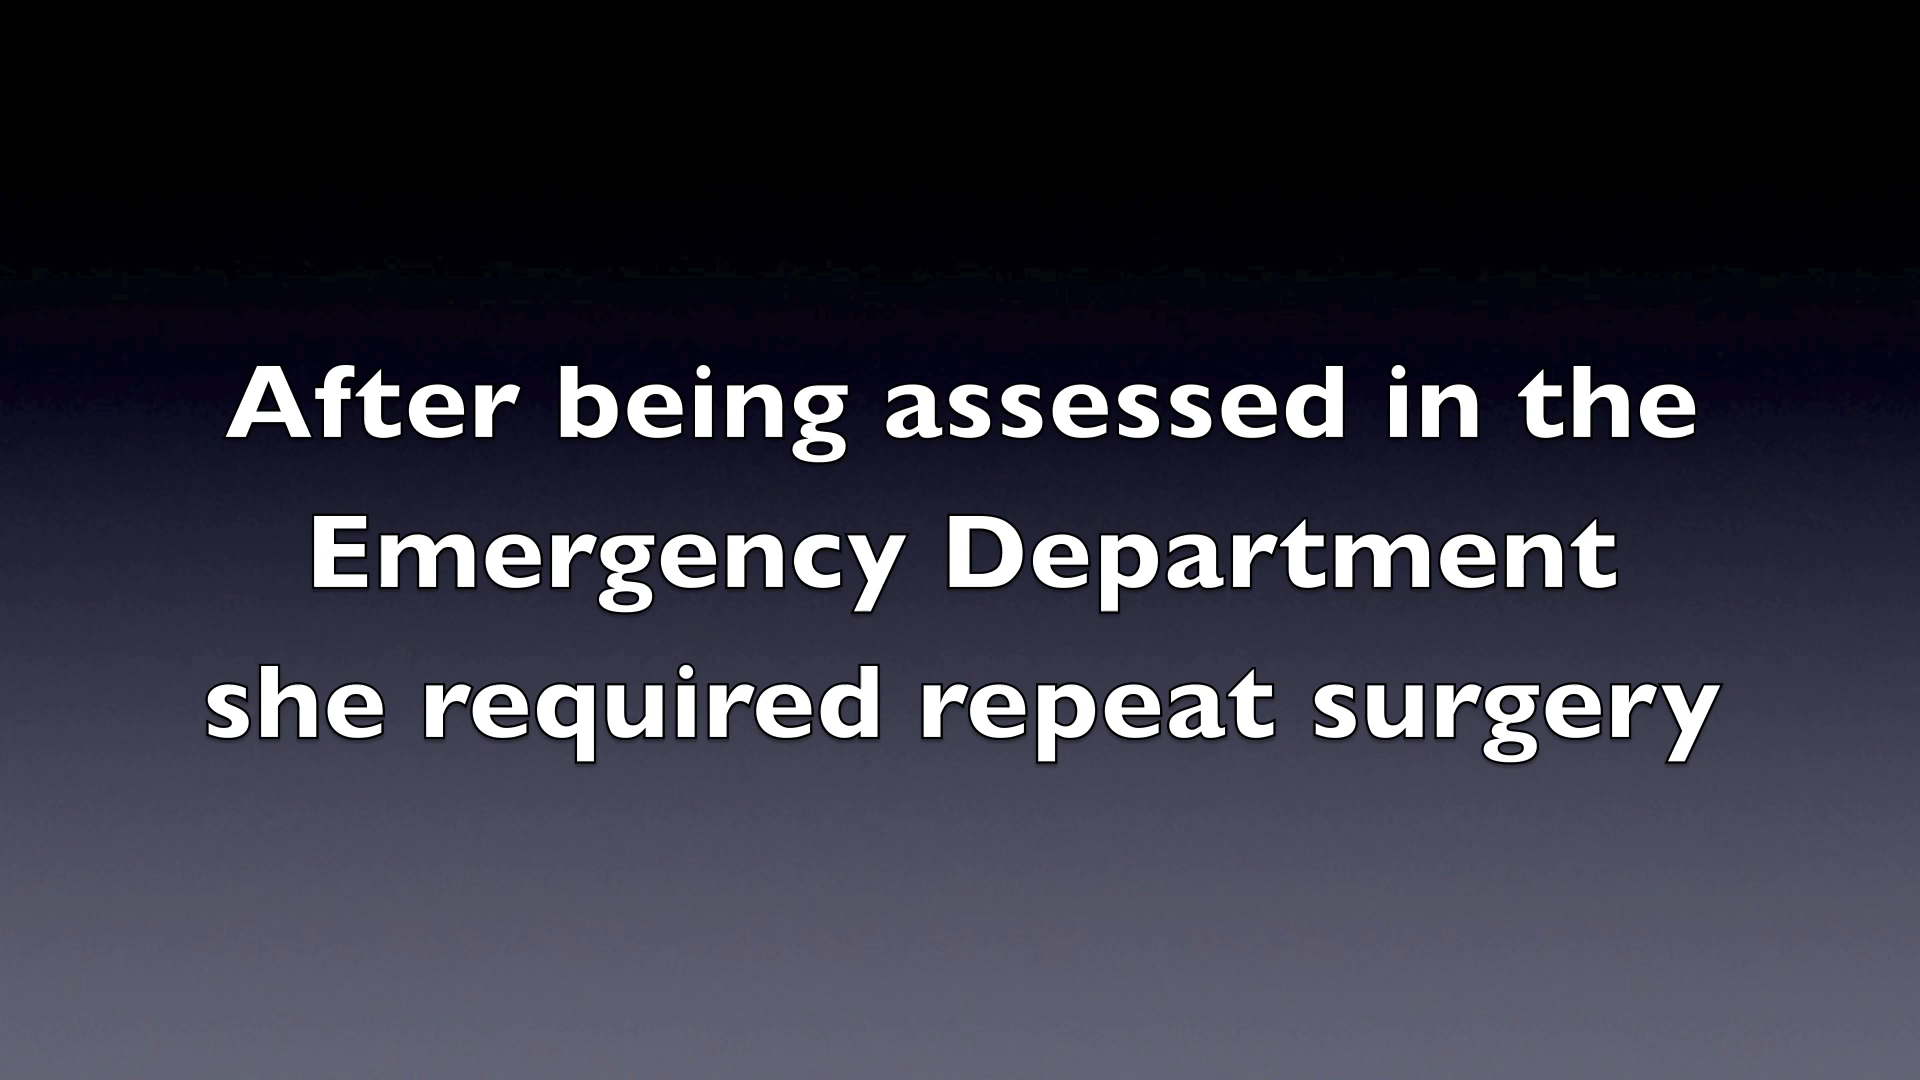 After being assessed in the
Emergency Department
she required repeat surgery